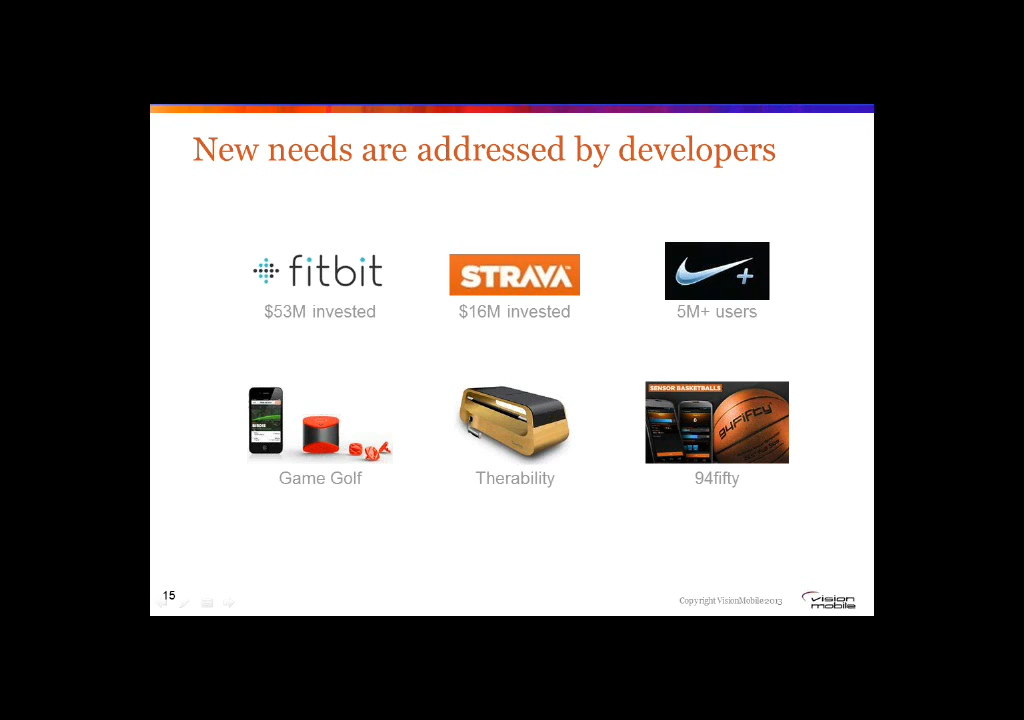 New needs are addressed by developers
fitbit
STRAVA
$53M invested
$16M invested
5M+ users
SENSOR BASKETBALLS
94FIFTY
Game Golf
Therability
94fifty
15
Copyright VisionMobile 2013
vision
mobile